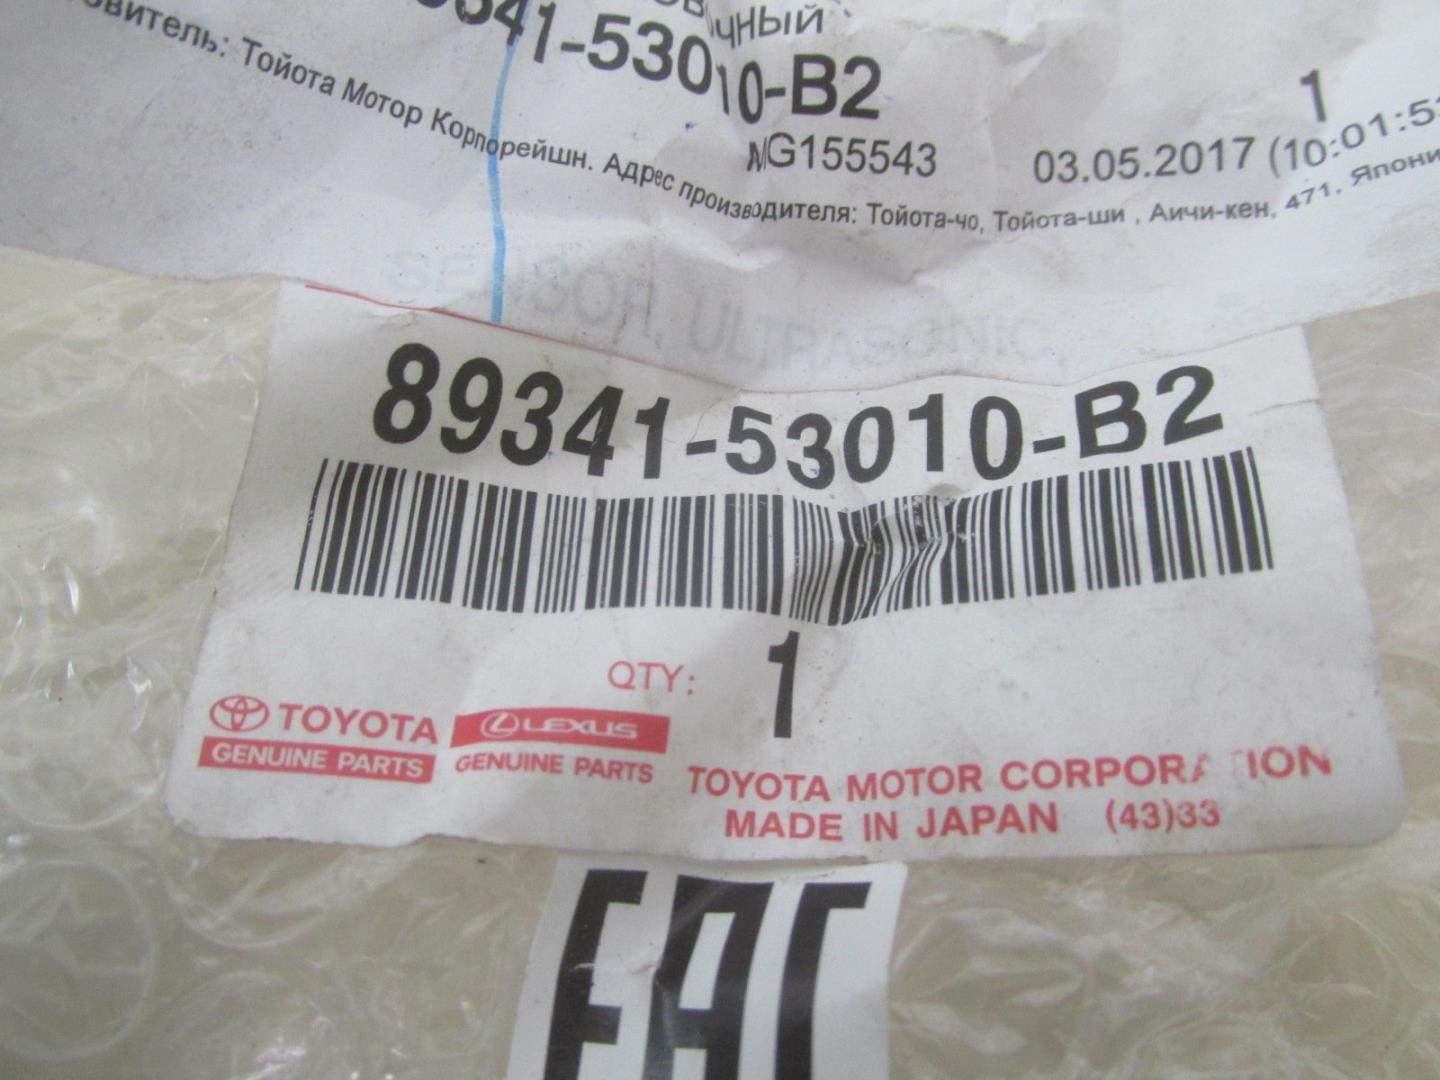 ЧНЫЙ
341-53010-B2
1
MG155543
03.05.2017 (10:01:5
овитель: Тойота Мотор Корпорейшн. Адрес производителя: Тойота-чо, Тойота-ши , Аичи-кен, 471, Япони
SENSOR, ULTRASONIC,
89341-53010-B2
QTY: 1
TOYOTA
GENUINE PARTS
LEXUS
GENUINE PARTS
TOYOTA MOTOR CORPORATION
MADE IN JAPAN (43)33
EAC